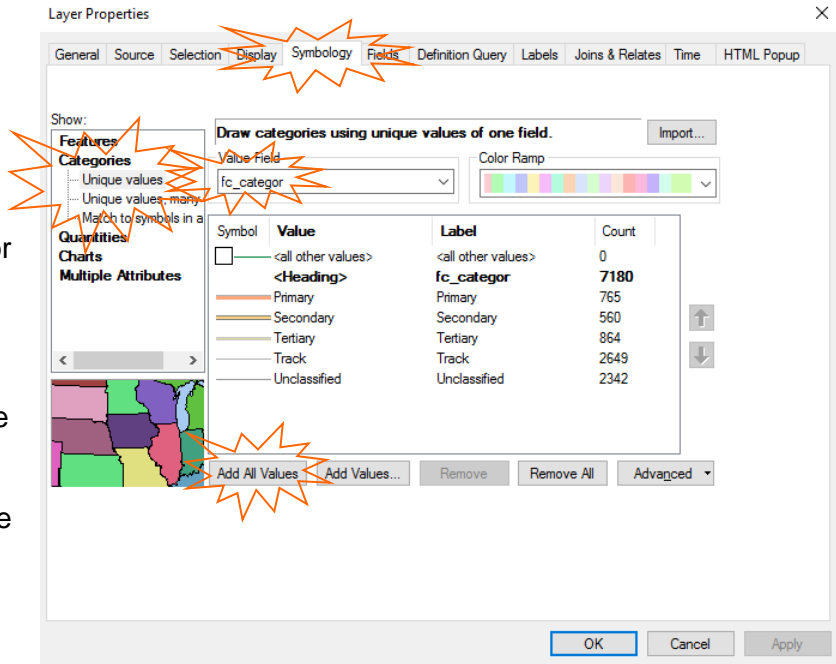 Layer Properties
General Source Selection Display Symbology Fields Definition Query Labels Joins & Relates Time HTML Popup
Show:
Features
Categories
Unique values
Unique values, many
Match to symbols in a
Quantities
Charts
Multiple Attributes
Draw categories using unique values of one field.
Import...
Value Field
fc_categor
Color Ramp
Symbol Value Label Count
<all other values> <all other values> 0
<Heading> fc_categor 7180
Primary Primary 765
Secondary Secondary 560
Tertiary Tertiary 864
Track Track 2649
Unclassified Unclassified 2342
Add All Values Add Values... Remove Remove All Advanced
OK Cancel Apply
or
e
e